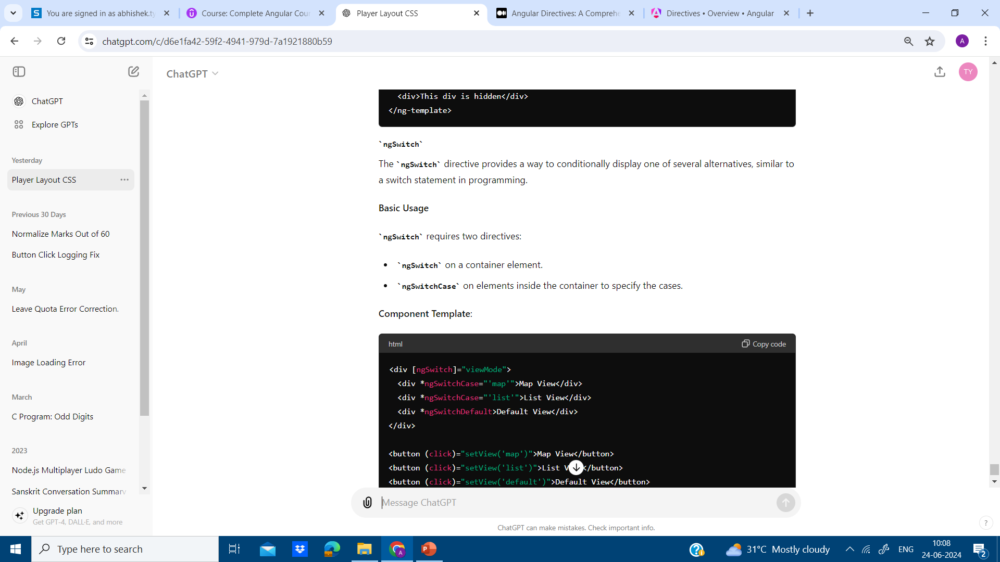 You are signed in as abhishek.ty
Course: Complete Angular Cour
Player Layout CSS
Angular Directives: A Comprehe
Directives • Overview • Angular
chatgpt.com/c/d6e1fa42-59f2-4941-979d-7a1921880b59
A
ChatGPT
Explore GPTs
Yesterday
Player Layout CSS
Previous 30 Days
Normalize Marks Out of 60
Button Click Logging Fix
May
Leave Quota Error Correction.
April
Image Loading Error
March
C Program: Odd Digits
2023
Node.js Multiplayer Ludo Game
Sanskrit Conversation Summary
Upgrade plan
Get GPT-4, DALL·E, and more
ChatGPT
TY
<div>This div is hidden</div>
</ng-template>
`ngSwitch`
The `ngSwitch` directive provides a way to conditionally display one of several alternatives, similar to
a switch statement in programming.
Basic Usage
`ngSwitch` requires two directives:
• `ngSwitch` on a container element.
• `ngSwitchCase` on elements inside the container to specify the cases.
Component Template:
html
Copy code
<div [ngSwitch]="viewMode">
<div *ngSwitchCase="'map'">Map View</div>
<div *ngSwitchCase="'list'">List View</div>
<div *ngSwitchDefault>Default View</div>
</div>
<button (click)="setView('map')">Map View</button>
<button (click)="setView('list')">List V</button>
<button (click)="setView('default')">Default View</button>
Message ChatGPT
ChatGPT can make mistakes. Check important info.
?
Type here to search
31°C Mostly cloudy
ENG
10:08
24-06-2024
2